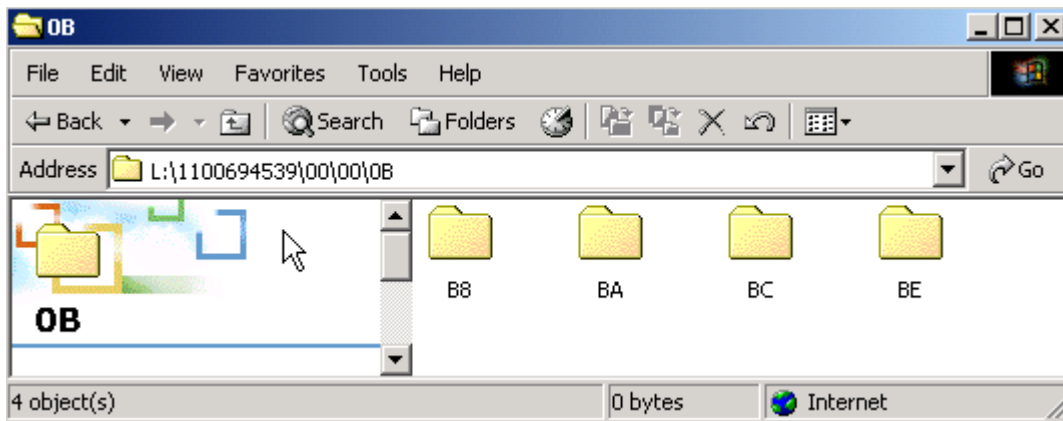 0B
File Edit View Favorites Tools Help
Back Search Folders
Address L:\1100694539\00\00\0B Go
B8 BA BC BE
0B
4 object(s) 0 bytes Internet